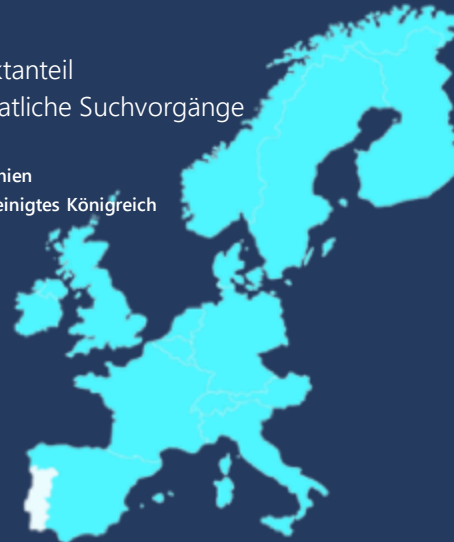 ktanteil
atliche Suchvorgänge
nien
einigtes Königreich